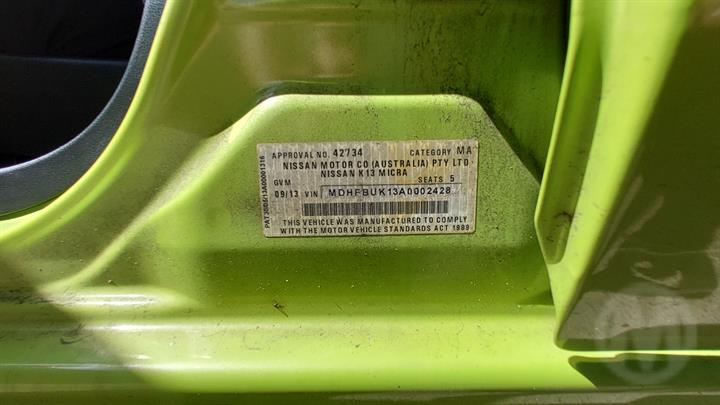 APPROVAL NO. 42734 CATEGORY MA
NISSAN MOTOR CO (AUSTRALIA) PTY LTD
NISSAN K13 MICRA
GVM SEATS 5
09/13 VIN MDHFBUK13A0002428
THIS VEHICLE WAS MANUFACTURED TO COMPLY
WITH THE MOTOR VEHICLE STANDARDS ACT 1989
M